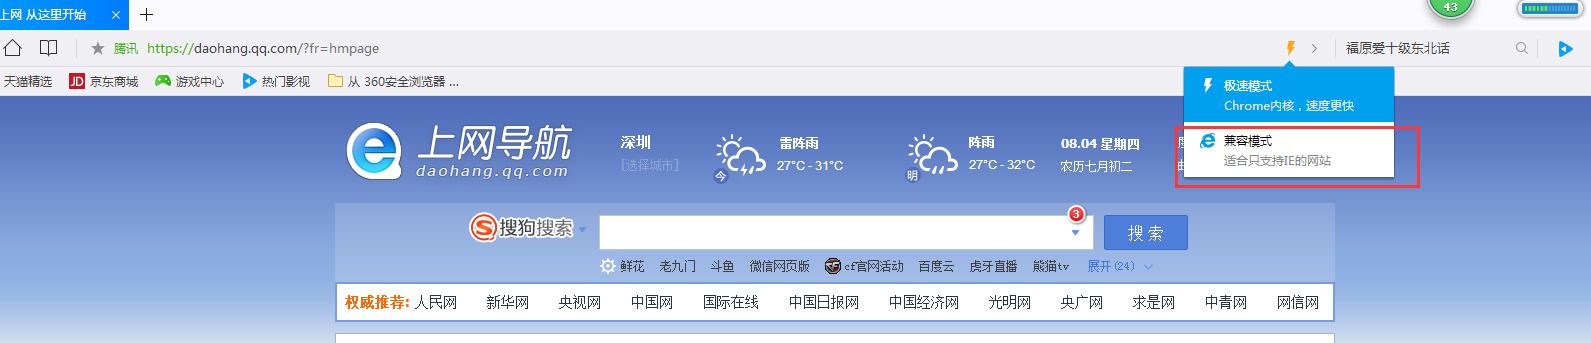 上网 从这里开始
43
腾讯 https://daohang.qq.com/?fr=hmpage
福原爱十级东北话
天猫精选 JD 京东商城 游戏中心 热门影视 从 360安全浏览器 ...
极速模式
Chrome内核，速度更快
兼容模式
适合只支持IE的网站
上网导航
daohang.qq.com
深圳
[选择城市]
今
雷阵雨
27°C - 31°C
明
阵雨
27°C - 32°C
08.04 星期四
农历七月初二
搜狗搜索
3
搜 索
鲜花 老九门 斗鱼 微信网页版 cf官网活动 百度云 虎牙直播 熊猫tv 展开(24)
权威推荐: 人民网 新华网 央视网 中国网 国际在线 中国日报网 中国经济网 光明网 央广网 求是网 中青网 网信网